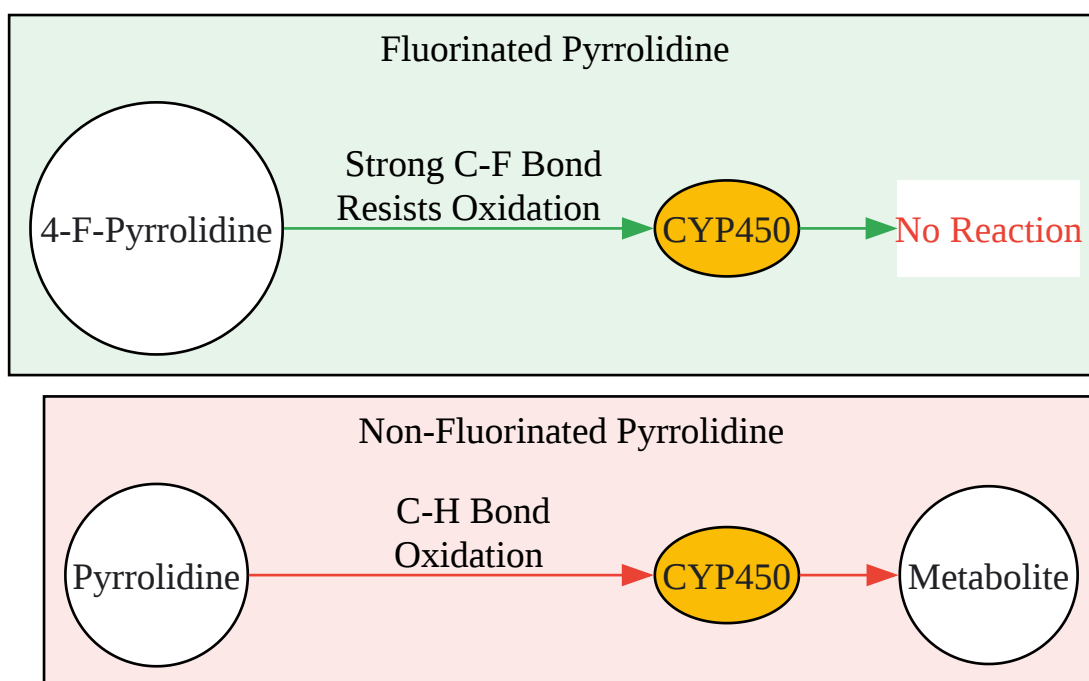 Fluorinated Pyrrolidine
Strong C-F Bond
Resists Oxidation
4-F-Pyrrolidine
CYP450
No Reaction
Non-Fluorinated Pyrrolidine
C-H Bond
Oxidation
Pyrrolidine
CYP450
Metabolite